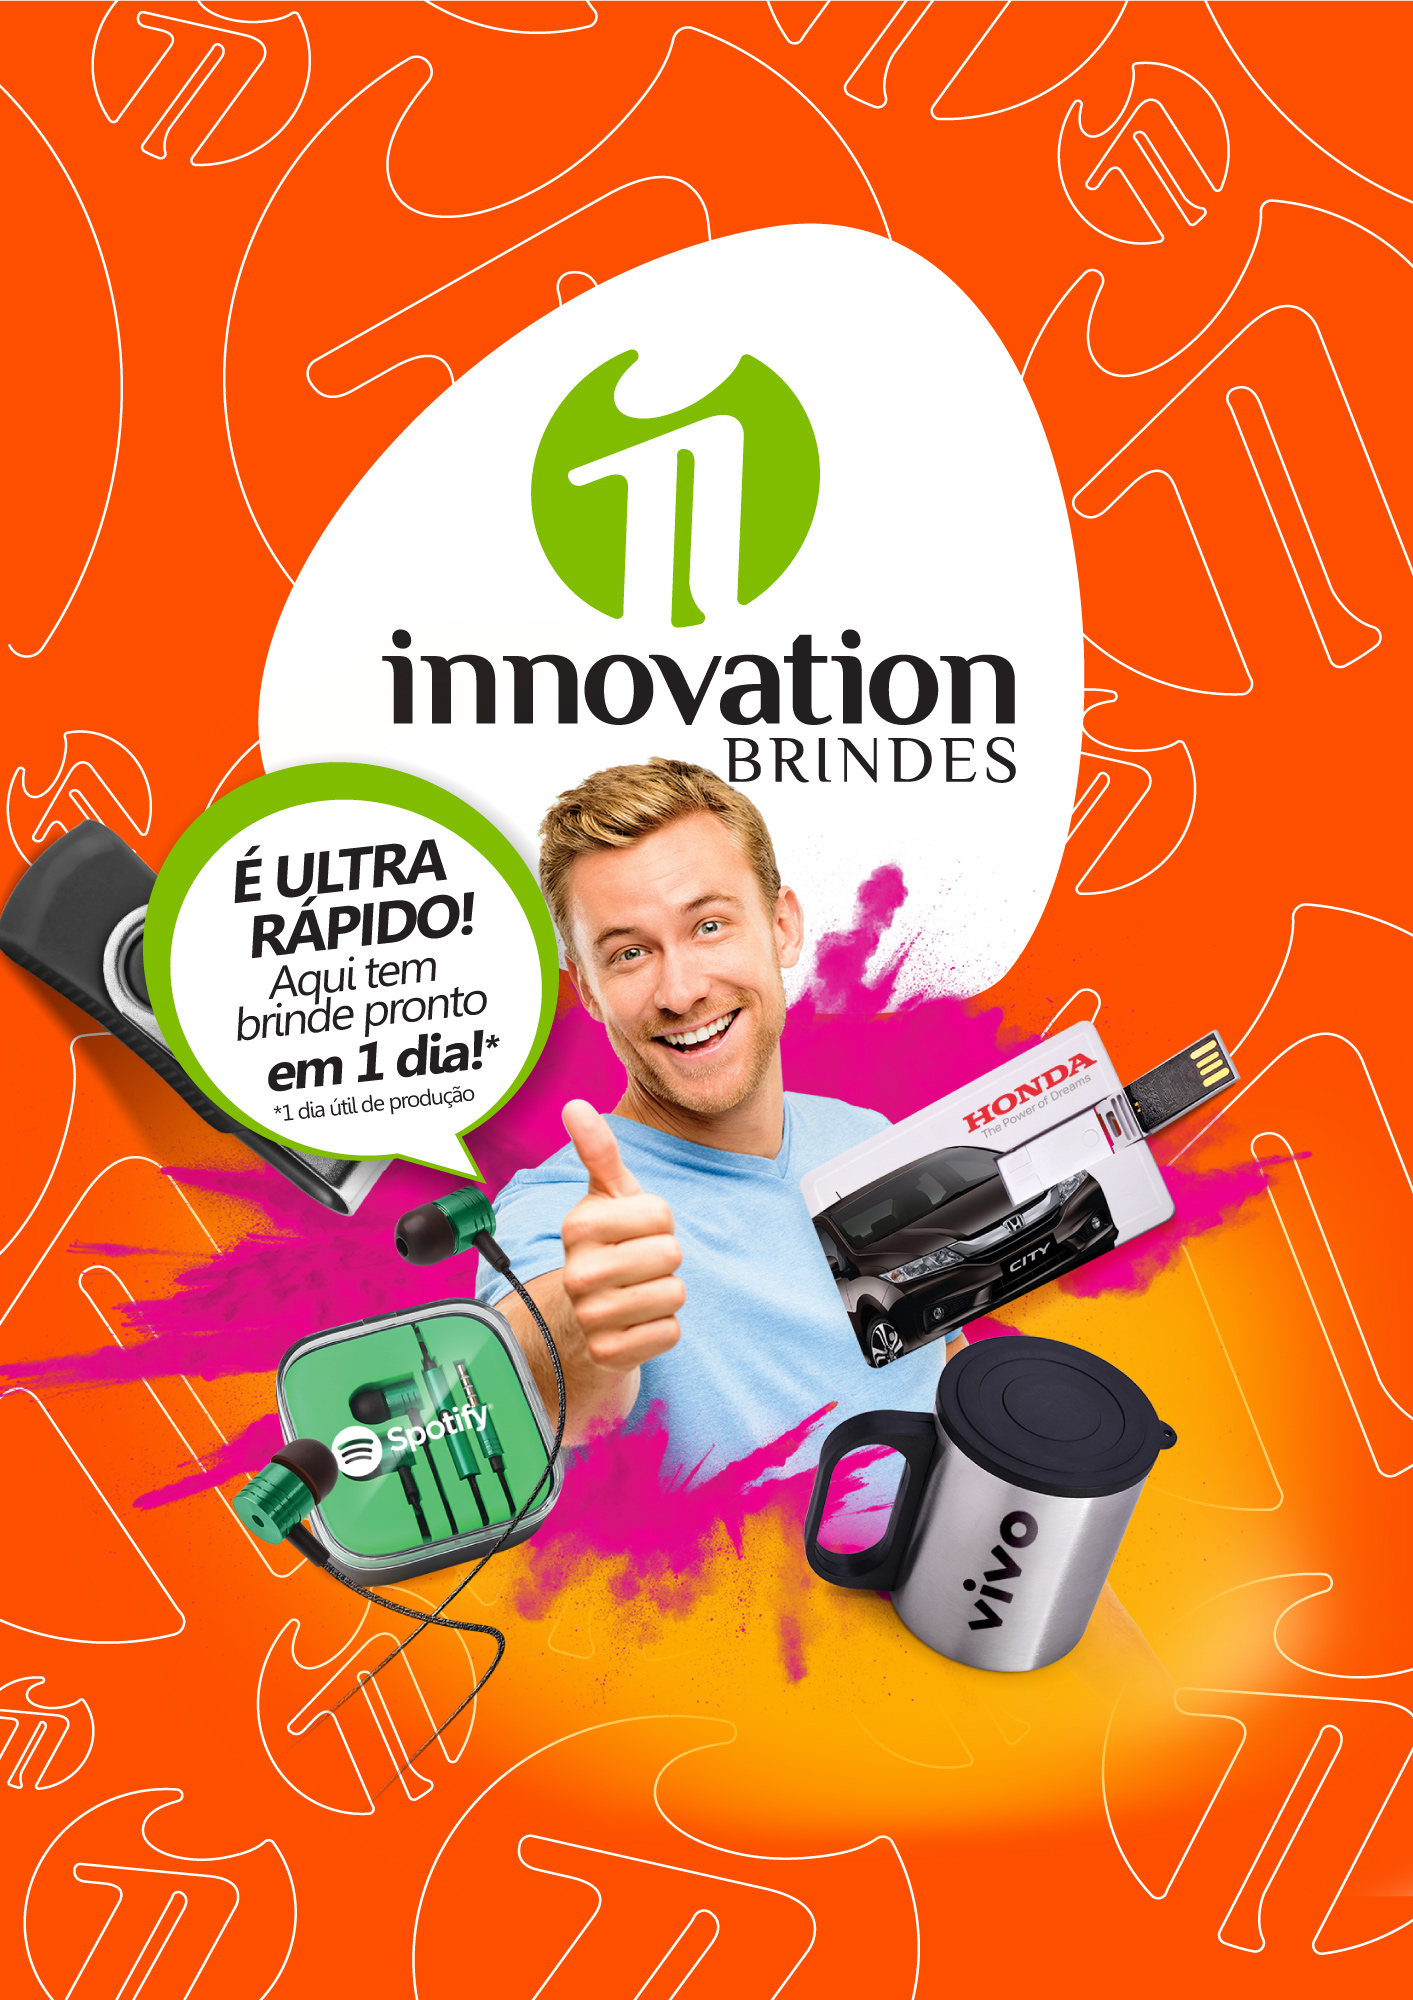 innovation
BRINDES
É ULTRA
RÁPIDO!
Aqui tem
brinde pronto
em 1 dia!*
*1 dia útil de produção
HONDA
The Power of Dreams
CITY
Spotify®
vivo